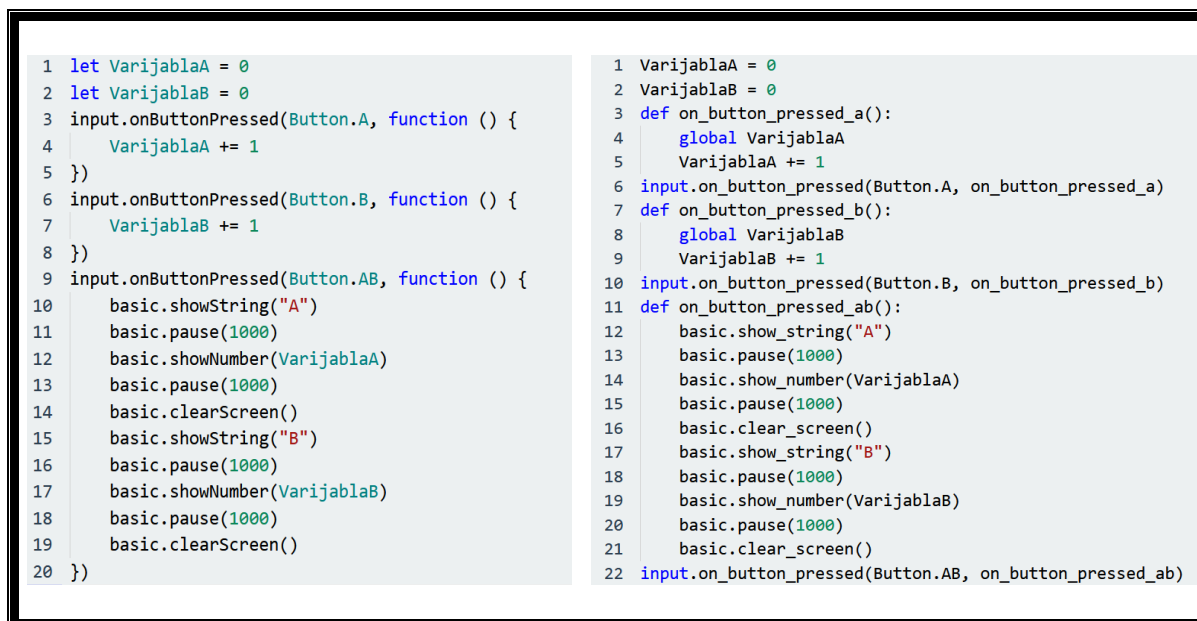 1 let VarijablaA = 0
2 let VarijablaB = 0
3 input.onButtonPressed(Button.A, function () {
4     VarijablaA += 1
5 })
6 input.onButtonPressed(Button.B, function () {
7     VarijablaB += 1
8 })
9 input.onButtonPressed(Button.AB, function () {
10     basic.showString("A")
11     basic.pause(1000)
12     basic.showNumber(VarijablaA)
13     basic.pause(1000)
14     basic.clearScreen()
15     basic.showString("B")
16     basic.pause(1000)
17     basic.showNumber(VarijablaB)
18     basic.pause(1000)
19     basic.clearScreen()
20 })
1 VarijablaA = 0
2 VarijablaB = 0
3 def on_button_pressed_a():
4     global VarijablaA
5     VarijablaA += 1
6 input.on_button_pressed(Button.A, on_button_pressed_a)
7 def on_button_pressed_b():
8     global VarijablaB
9     VarijablaB += 1
10 input.on_button_pressed(Button.B, on_button_pressed_b)
11 def on_button_pressed_ab():
12     basic.show_string("A")
13     basic.pause(1000)
14     basic.show_number(VarijablaA)
15     basic.pause(1000)
16     basic.clear_screen()
17     basic.show_string("B")
18     basic.pause(1000)
19     basic.show_number(VarijablaB)
20     basic.pause(1000)
21     basic.clear_screen()
22 input.on_button_pressed(Button.AB, on_button_pressed_ab)